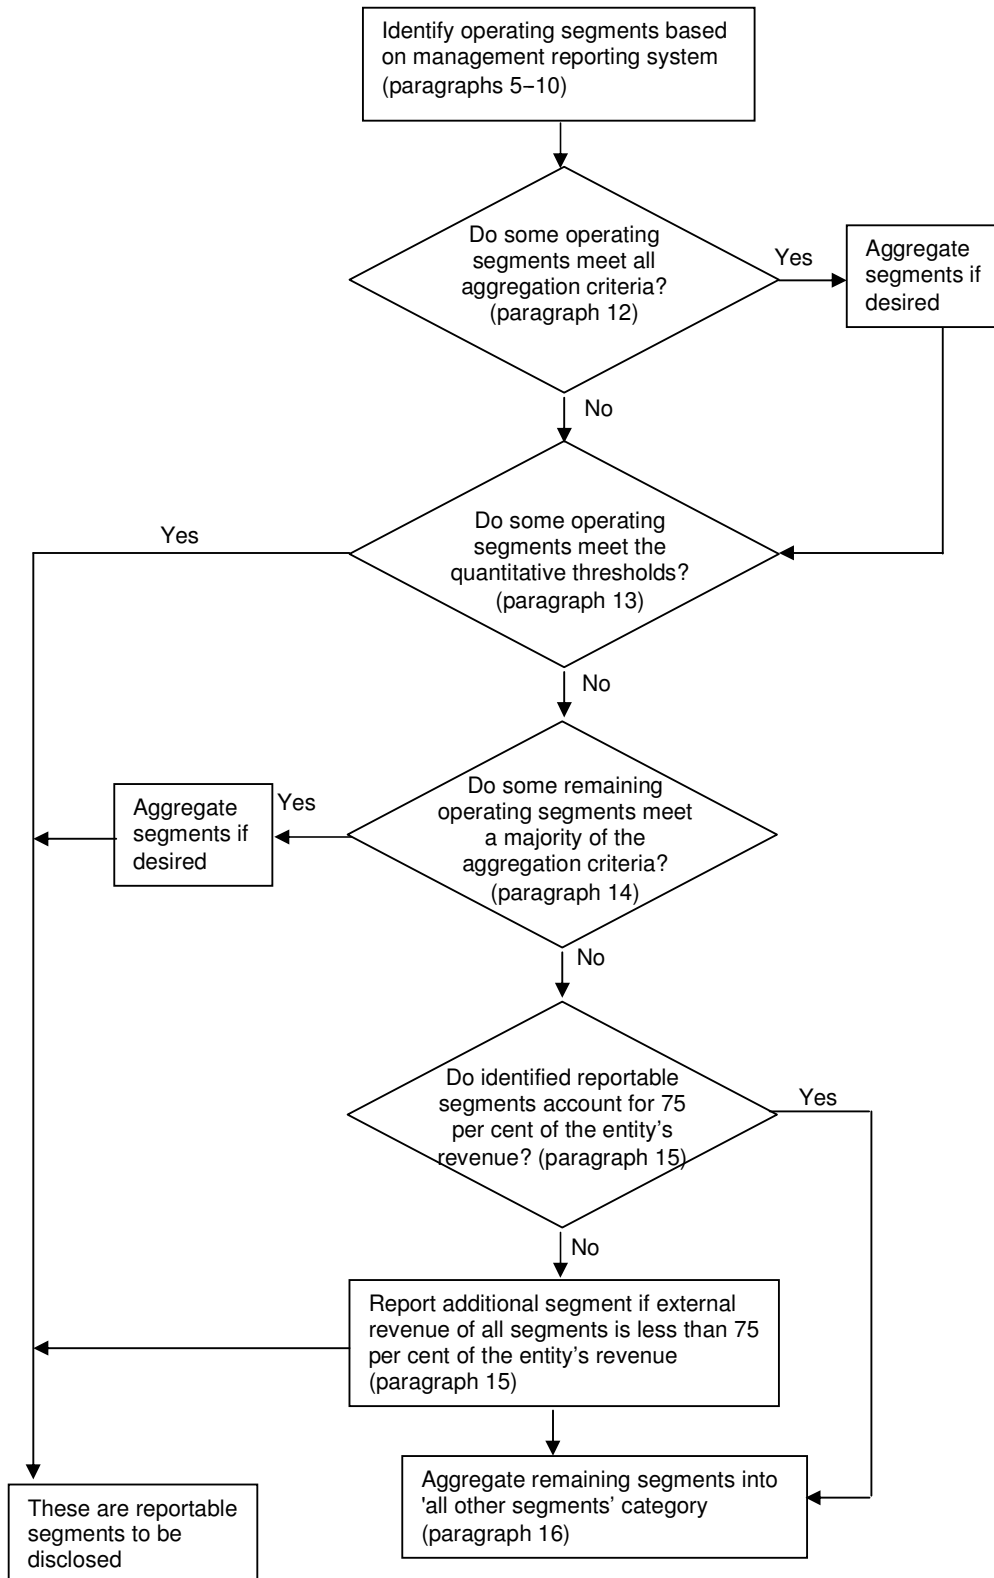 Identify operating segments based
on management reporting system
(paragraphs 5–10)
Do some operating
segments meet all
aggregation criteria?
(paragraph 12)
Yes
Aggregate
segments if
desired
No
Yes
Do some operating
segments meet the
quantitative thresholds?
(paragraph 13)
No
Do some remaining
operating segments meet
a majority of the
aggregation criteria?
(paragraph 14)
Yes
Aggregate
segments if
desired
No
Do identified reportable
segments account for 75
per cent of the entity’s
revenue? (paragraph 15)
Yes
No
Report additional segment if external
revenue of all segments is less than 75
per cent of the entity’s revenue
(paragraph 15)
Aggregate remaining segments into
'all other segments’ category
(paragraph 16)
These are reportable
segments to be
disclosed